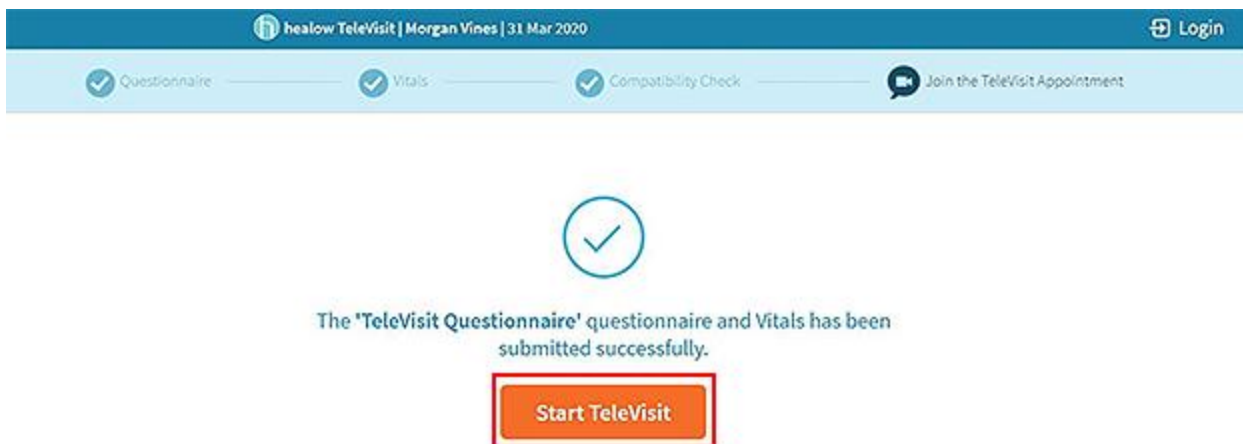 healow TeleVisit | Morgan Vines | 31 Mar 2020
Login
Questionnaire
Vitals
Compatibility Check
Join the TeleVisit Appointment
The 'TeleVisit Questionnaire' questionnaire and Vitals has been
submitted successfully.
Start TeleVisit